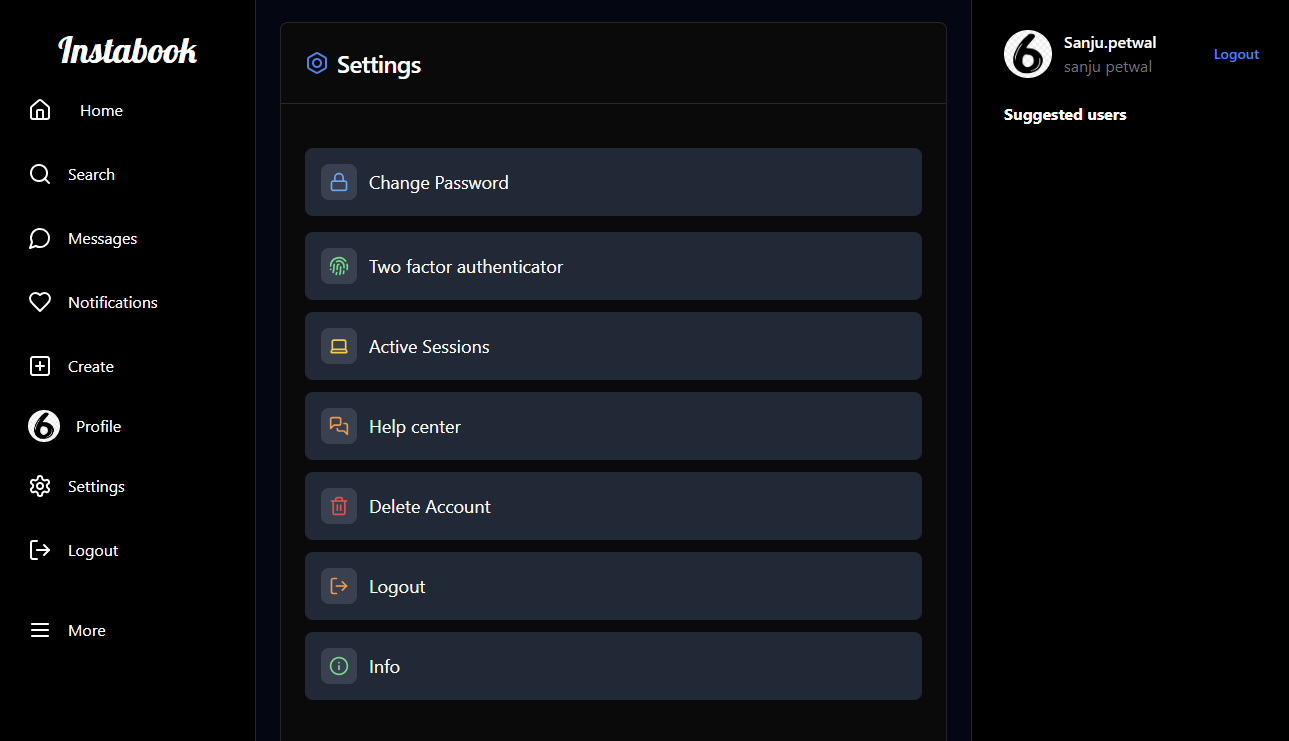 Instabook
Home
Search
Messages
Notifications
Create
Profile
Settings
Logout
More
Settings
Change Password
Two factor authenticator
Active Sessions
Help center
Delete Account
Logout
Info
Sanju.petwal
sanju petwal
Logout
Suggested users